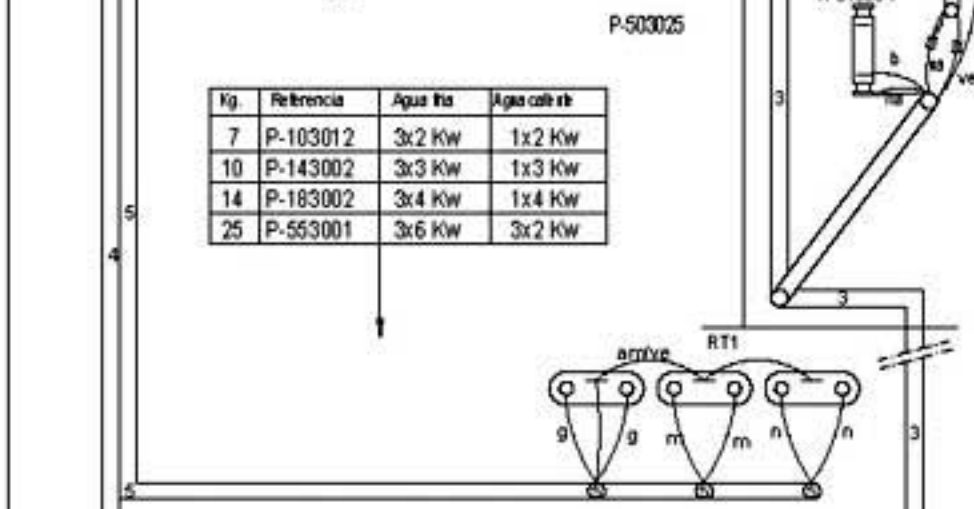 P-503025
Kg. Referencia Agua fria Agua caliente
7 P-103012 3x2 Kw 1x2 Kw
10 P-143002 3x3 Kw 1x3 Kw
14 P-183002 3x4 Kw 1x4 Kw
25 P-553001 3x6 Kw 3x2 Kw
3
b
5
4
3
RT1
g g m m n n
3
5